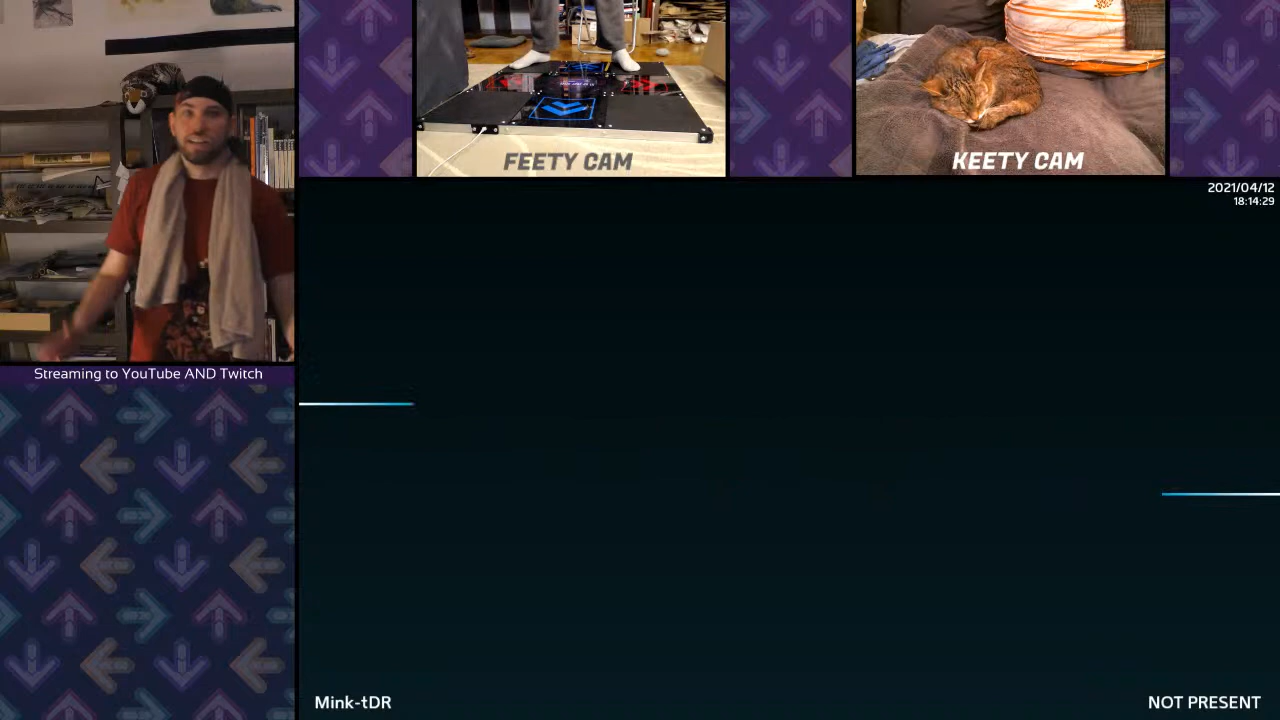 FEETY CAM
KEETY CAM
2021/04/12
18:14:29
Streaming to YouTube AND Twitch
Mink-tDR
NOT PRESENT